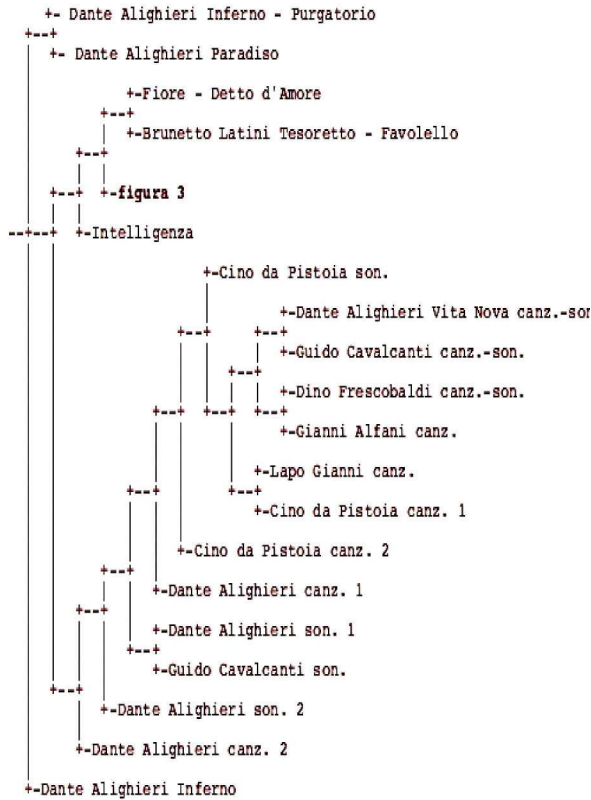 Dante Alighieri Inferno - Purgatorio
Dante Alighieri Paradiso
Fiore - Detto d'Amore
Brunetto Latini Tesoretto - Favolello
figura 3
Intelligenza
Cino da Pistoia son.
Dante Alighieri Vita Nova canz.-son
Guido Cavalcanti canz.-son.
Dino Frescobaldi canz.-son.
Gianni Alfani canz.
Lapo Gianni canz.
Cino da Pistoia canz. 1
Cino da Pistoia canz. 2
Dante Alighieri canz. 1
Dante Alighieri son. 1
Guido Cavalcanti son.
Dante Alighieri son. 2
Dante Alighieri canz. 2
Dante Alighieri Inferno